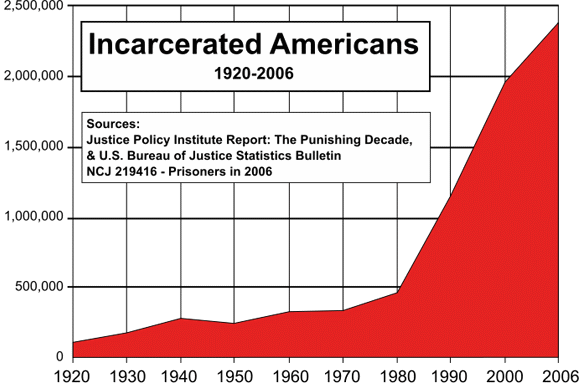 Incarcerated Americans
1920-2006
Sources:
Justice Policy Institute Report: The Punishing Decade,
& U.S. Bureau of Justice Statistics Bulletin
NCJ 219416 - Prisoners in 2006
2,500,000
2,000,000
1,500,000
1,000,000
500,000
0
1920 1930 1940 1950 1960 1970 1980 1990 2000 2006